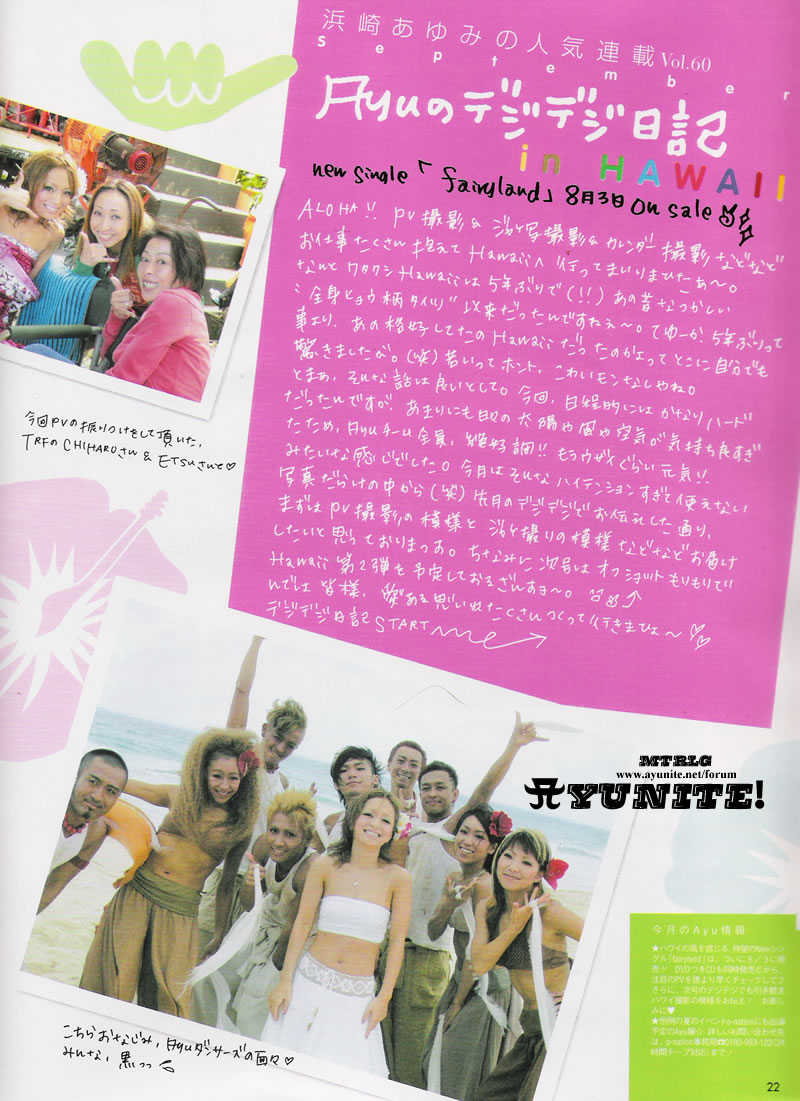 浜崎あゆみの人気連載 Vol.60
September
Ayuのデジデジ日記
in HAWAII
new single「fairyland」8月3日 On sale
ALOHA!! PV撮影&ジャケ写撮影&カレンダー撮影などなど
お仕事たくさん抱えてHawaiiへ行ってまいりまひたぁ〜。
なんとワタクシHawaiiは5年ぶりで(!!)あの昔なつかしい
"全身ヒョウ柄タイツ"以来だったんですねぇ〜。てゆーか5年ぶりって
事より、あの格好してたのHawaiiだったのかぇってとこに自分でも
驚きましたが。(笑)若いってホント、こわいモンなしやね。
とまぁ、そんな話は良いとして。今回、日程的にはかなりハード
だったんですが、あまりにも日々の太陽や風や空気が気持ち良すぎ
たため、Ayuチーム全員、絶好調!!もうウザイぐらい元気!!
みたいな感じでした。今月はそんなハイテンションすぎて使えない
写真だらけの中から(笑)先月のデジデジでお伝えした通り、
まずはPV撮影の模様とジャケ撮りの模様などなどお届け
したいと思っておりまっす。ちなみに次号はオフショットもりもりで
Hawaii第2弾を予定しておるざんすョ〜。
んでは皆様、愛ある思い出たくさんつくって行きまひょ〜♡♡
デジデジ日記START
今回PVの振りつけをして頂いた、
TRFのCHIHARUさん & ETSUさんと♡
MTRLG
www.ayunite.net/forum
AYUNITE!
こちらおなじみ、Ayuダンサーズの面々♡
みんな、黒っっ
今月のAyu情報
★ハワイの風を感じる、待望のNewシン
グル「fairyland」は、ついに8/3に発
売!! DVDつきCDも同時発売だから、
注目のPVを誰より早くチェックして♪
さらに、次号のデジデジでも引き続き、
ハワイ撮影の模様をお伝え! お楽し
みに♥
★恒例の夏のイベントa-nationにも出演
予定のAyu嬢☆ 詳しいお問い合わせ先
は、a-nation事務局☎0180-993-122(24
時間テープ対応)まで!
22